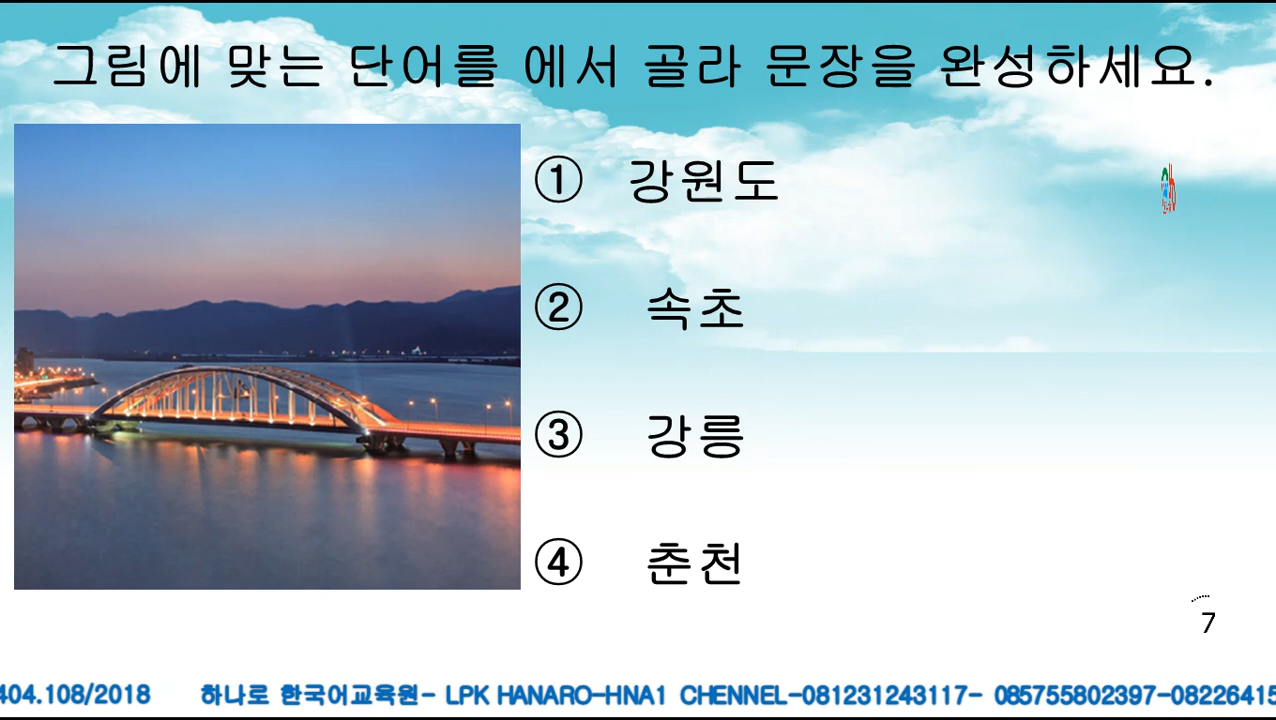 그림에 맞는 단어를 에서 골라 문장을 완성하세요.
① 강원도
② 속초
③ 강릉
④ 춘천
7
404.108/2018 하나로 한국어교육원- LPK HANARO-HNA1 CHENNEL-081231243117- 085755802397-08226415